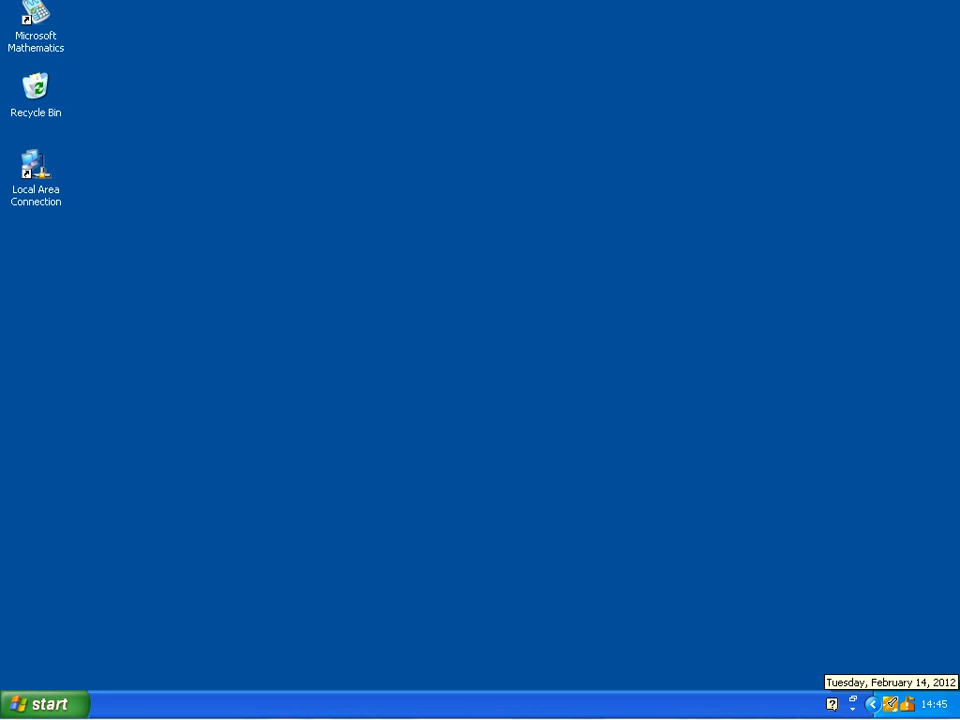 Microsoft
Mathematics
Recycle Bin
Local Area
Connection
Tuesday, February 14, 2012
start
14:45